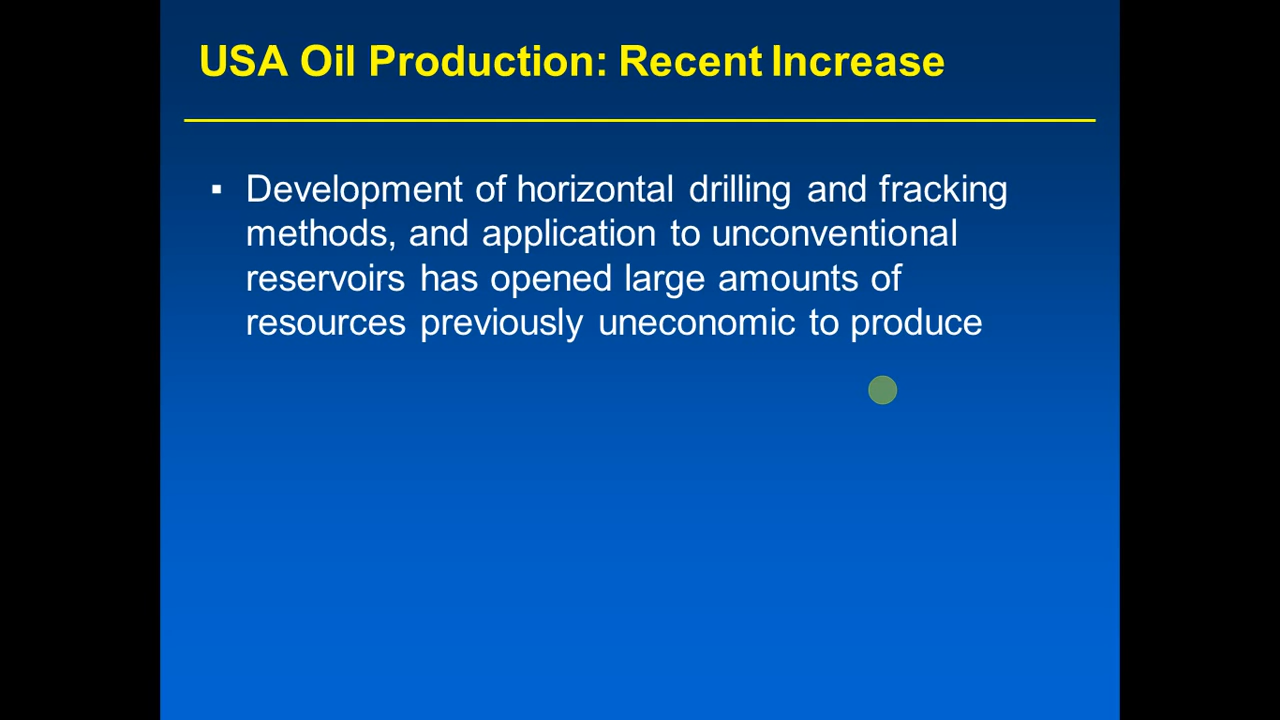 USA Oil Production: Recent Increase
▪ Development of horizontal drilling and fracking
methods, and application to unconventional
reservoirs has opened large amounts of
resources previously uneconomic to produce